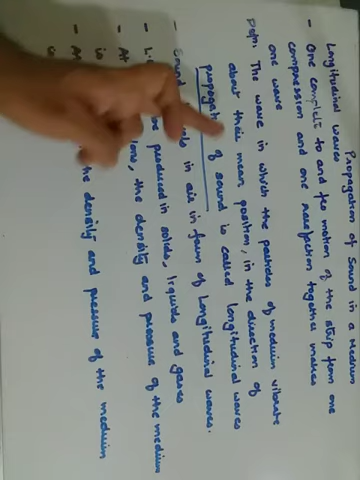 Propagation of Sound in a Medium
Longitudinal waves
- One complete to and fro motion of the strip from one
compression and one rarefaction together makes
one wave
Defn: The wave in which the particles of medium vibrate
about their mean position, in the direction of
of sound is called longitudinal waves
- Sound in air in form of longitudinal waves.
- be produced in solids, liquids and gases
- At the density and pressure of the medium
is
- the density and pressure of the medium